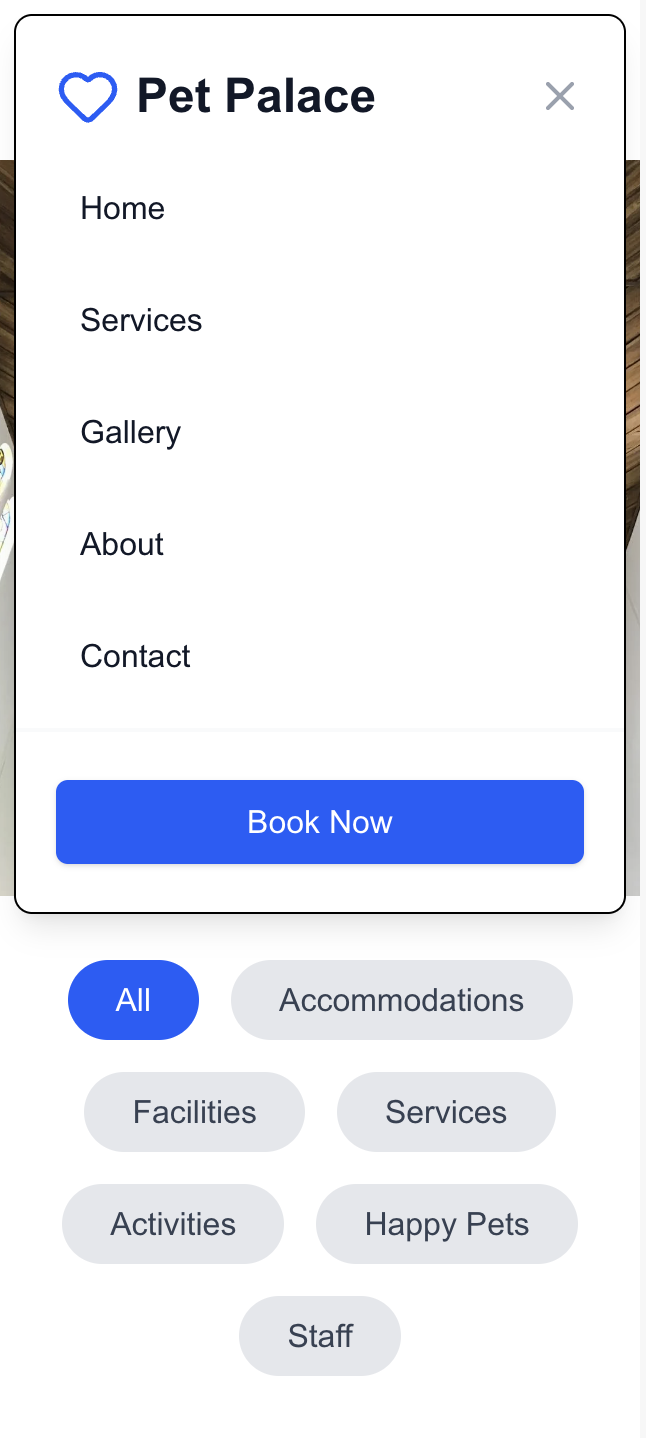 Pet Palace
Home
Services
Gallery
About
Contact
Book Now
All Accommodations
Facilities Services
Activities Happy Pets
Staff